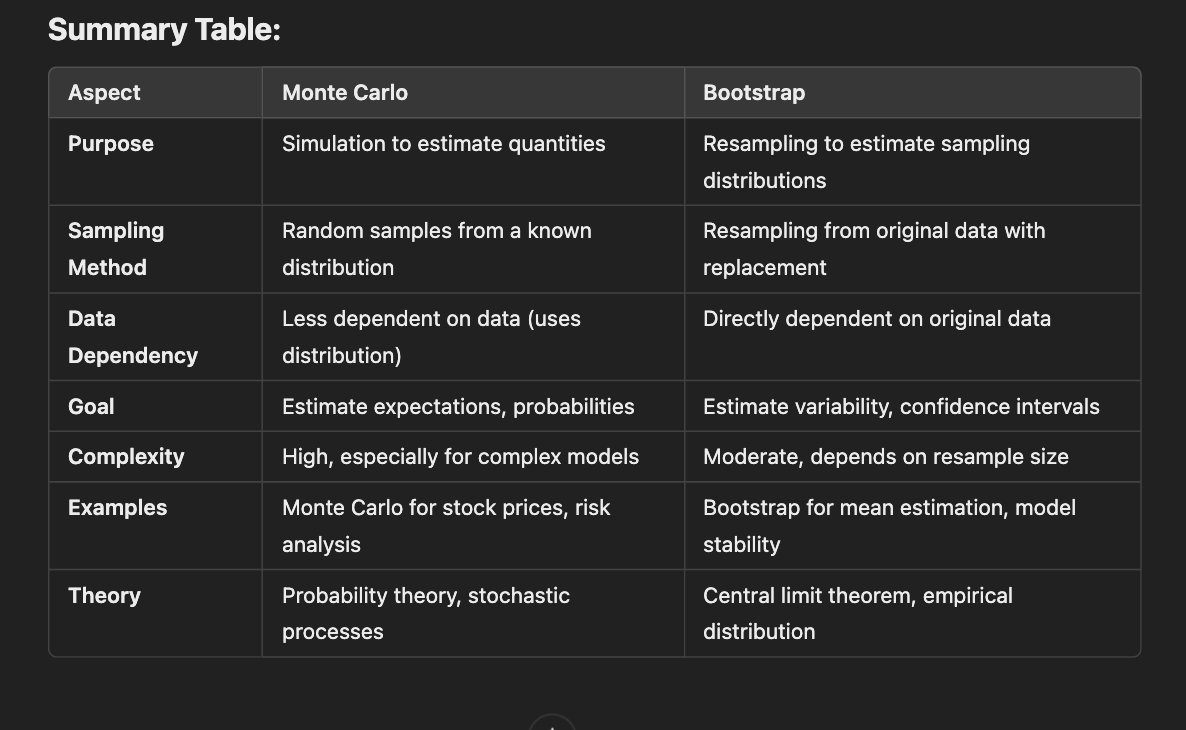 Summary Table:
Aspect Monte Carlo Bootstrap
Purpose Simulation to estimate quantities Resampling to estimate sampling
distributions
Sampling Random samples from a known Resampling from original data with
Method distribution replacement
Data Less dependent on data (uses Directly dependent on original data
Dependency distribution)
Goal Estimate expectations, probabilities Estimate variability, confidence intervals
Complexity High, especially for complex models Moderate, depends on resample size
Examples Monte Carlo for stock prices, risk Bootstrap for mean estimation, model
analysis stability
Theory Probability theory, stochastic Central limit theorem, empirical
processes distribution